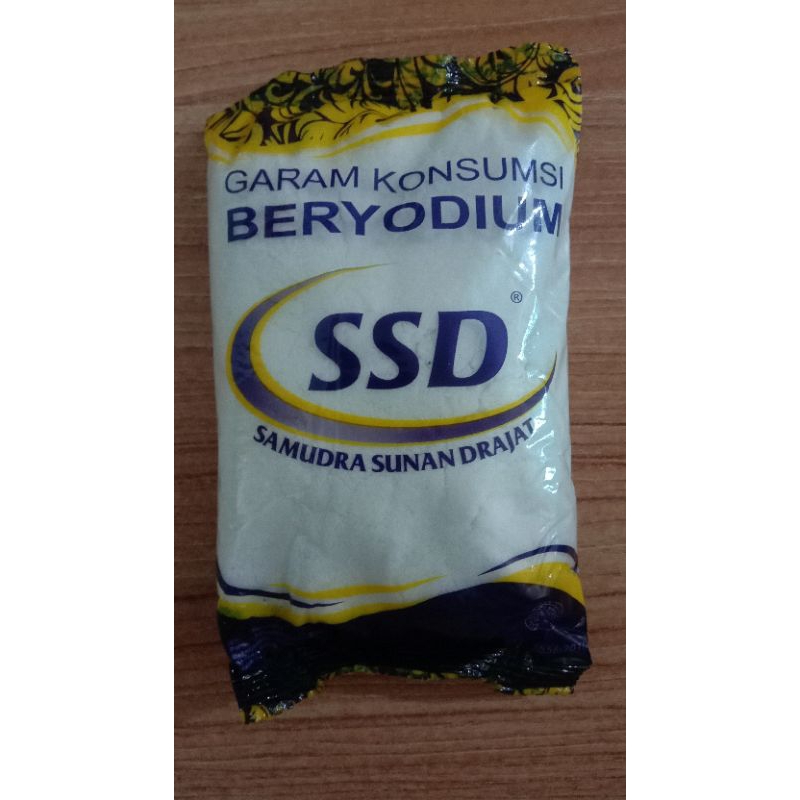 GARAM KONSUMSI
BERYODIUM
SSD®
SAMUDRA SUNAN DRAJAT